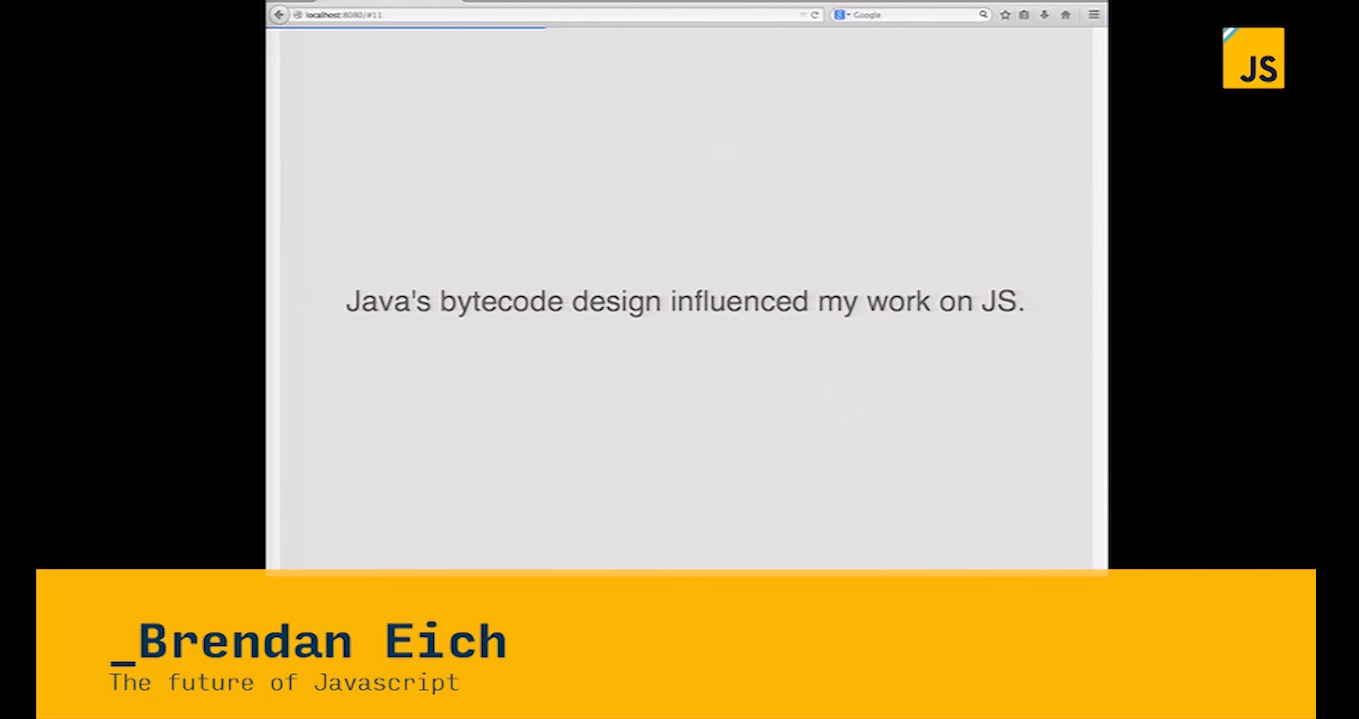 localhost:8080/#11
Google
JS
Java's bytecode design influenced my work on JS.
_Brendan Eich
The future of Javascript